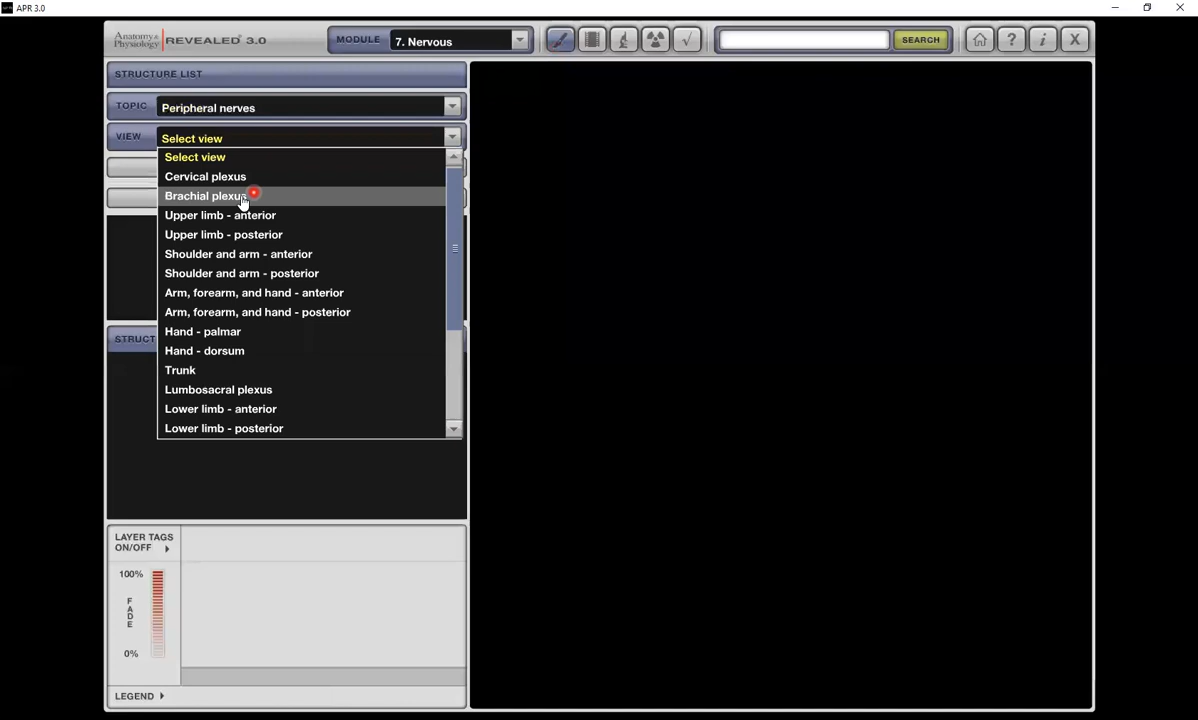 APR 3.0
Anatomy & Physiology REVEALED® 3.0
MODULE 7. Nervous
SEARCH
? i X
STRUCTURE LIST
TOPIC Peripheral nerves
VIEW Select view
Select view
Cervical plexus
Brachial plexus
Upper limb - anterior
Upper limb - posterior
Shoulder and arm - anterior
Shoulder and arm - posterior
Arm, forearm, and hand - anterior
Arm, forearm, and hand - posterior
Hand - palmar
STRUCT
Hand - dorsum
Trunk
Lumbosacral plexus
Lower limb - anterior
Lower limb - posterior
LAYER TAGS
ON/OFF
100%
FADE
0%
LEGEND